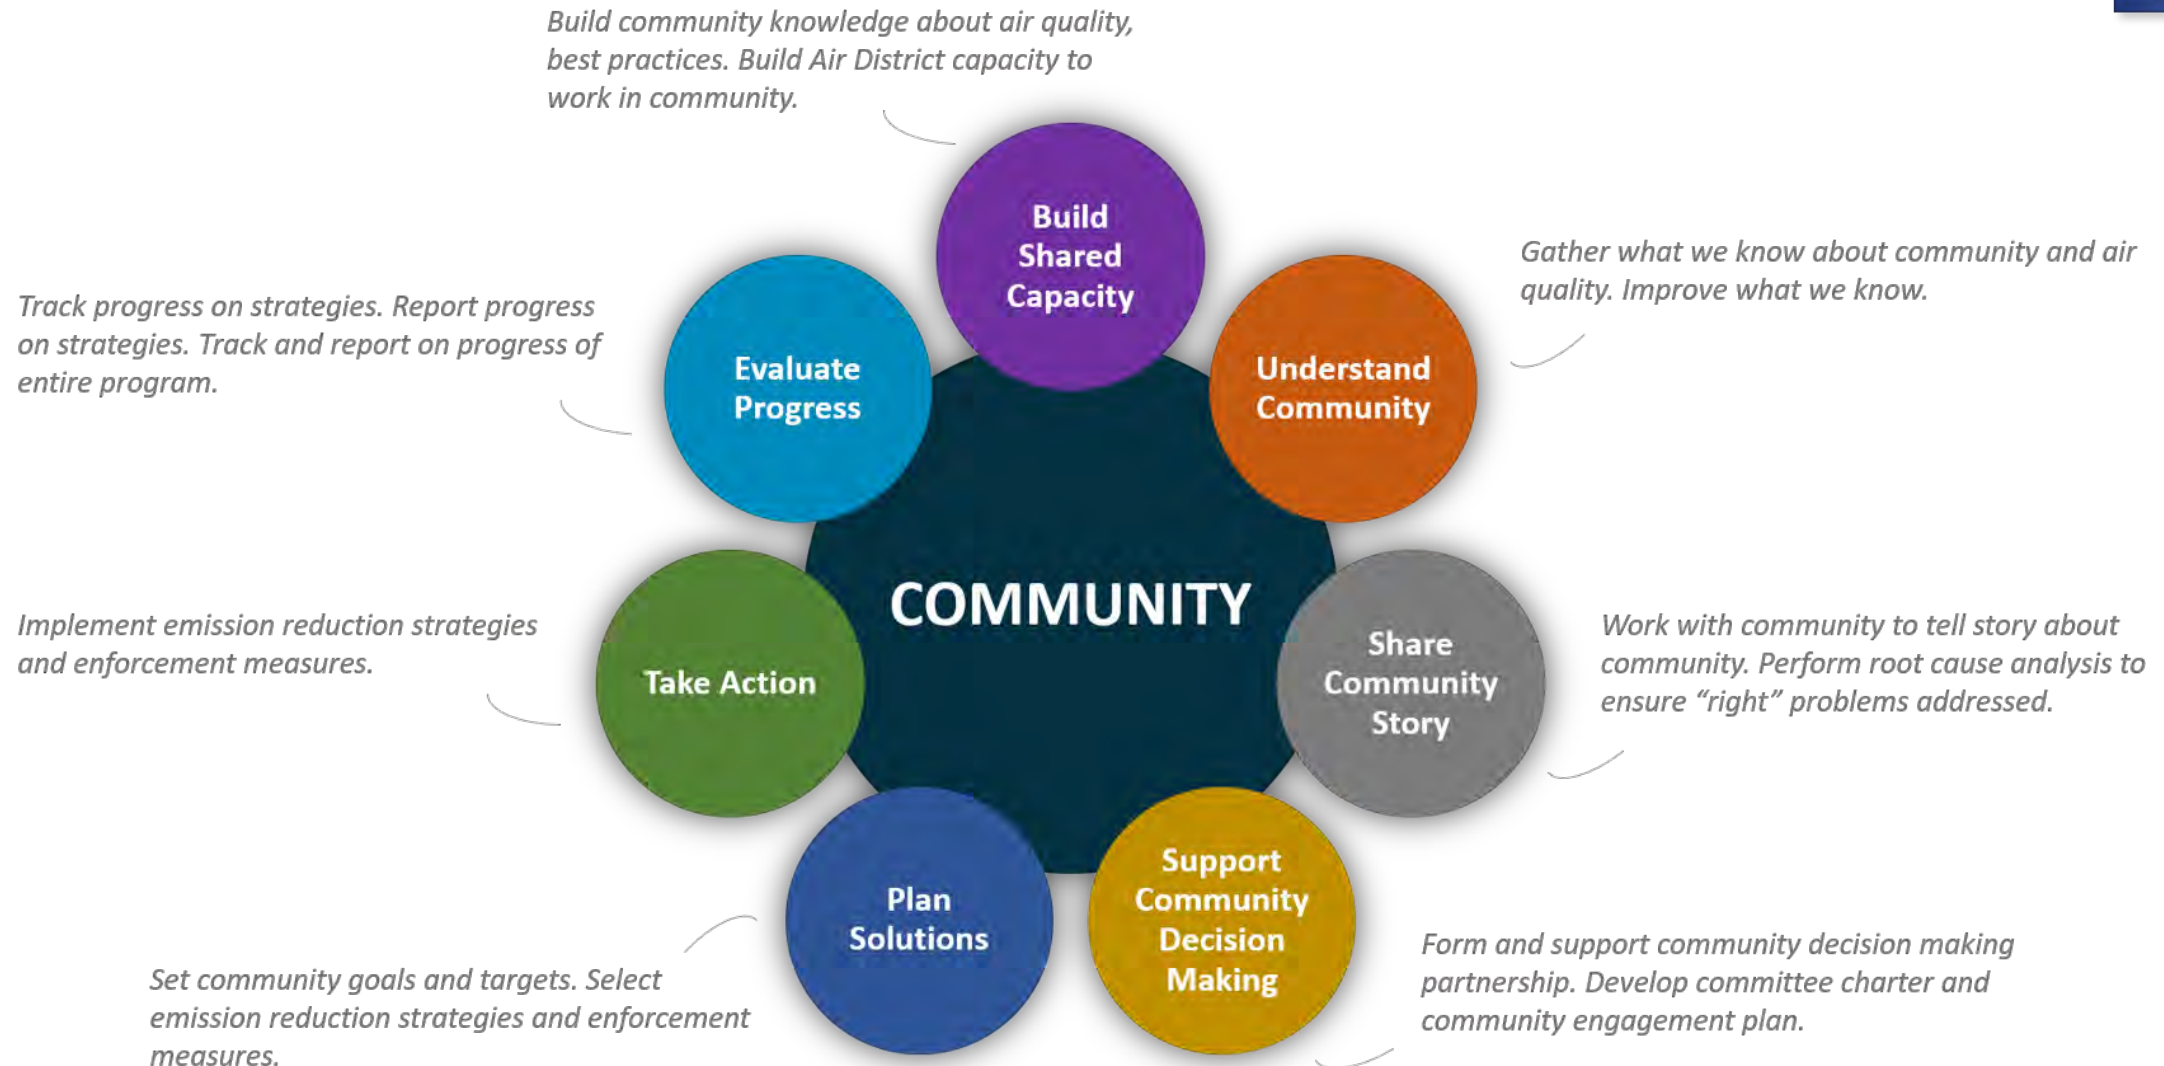 Build community knowledge about air quality,
best practices. Build Air District capacity to
work in community.
Build
Shared
Capacity
Gather what we know about community and air
quality. Improve what we know.
Understand
Community
Work with community to tell story about
community. Perform root cause analysis to
ensure “right” problems addressed.
Share
Community
Story
Form and support community decision making
partnership. Develop committee charter and
community engagement plan.
Support
Community
Decision
Making
Set community goals and targets. Select
emission reduction strategies and enforcement
measures.
Plan
Solutions
Implement emission reduction strategies
and enforcement measures.
Take Action
Track progress on strategies. Report progress
on strategies. Track and report on progress of
entire program.
Evaluate
Progress
COMMUNITY